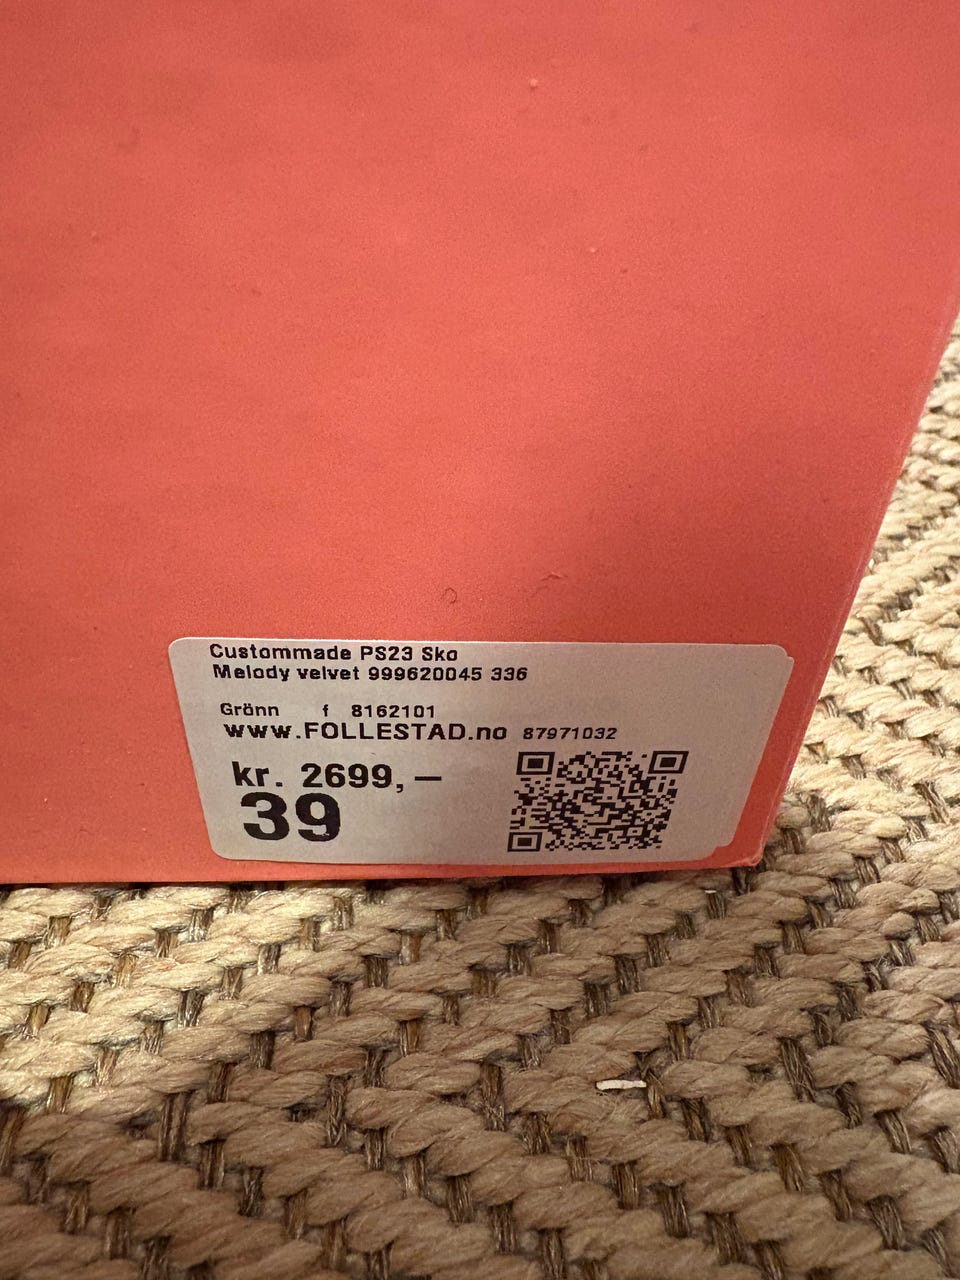 Custommade PS23 Sko
Melody velvet 999620045 336
Grönn f 8162101
www.FOLLESTAD.no 87971032
kr. 2699,–
39